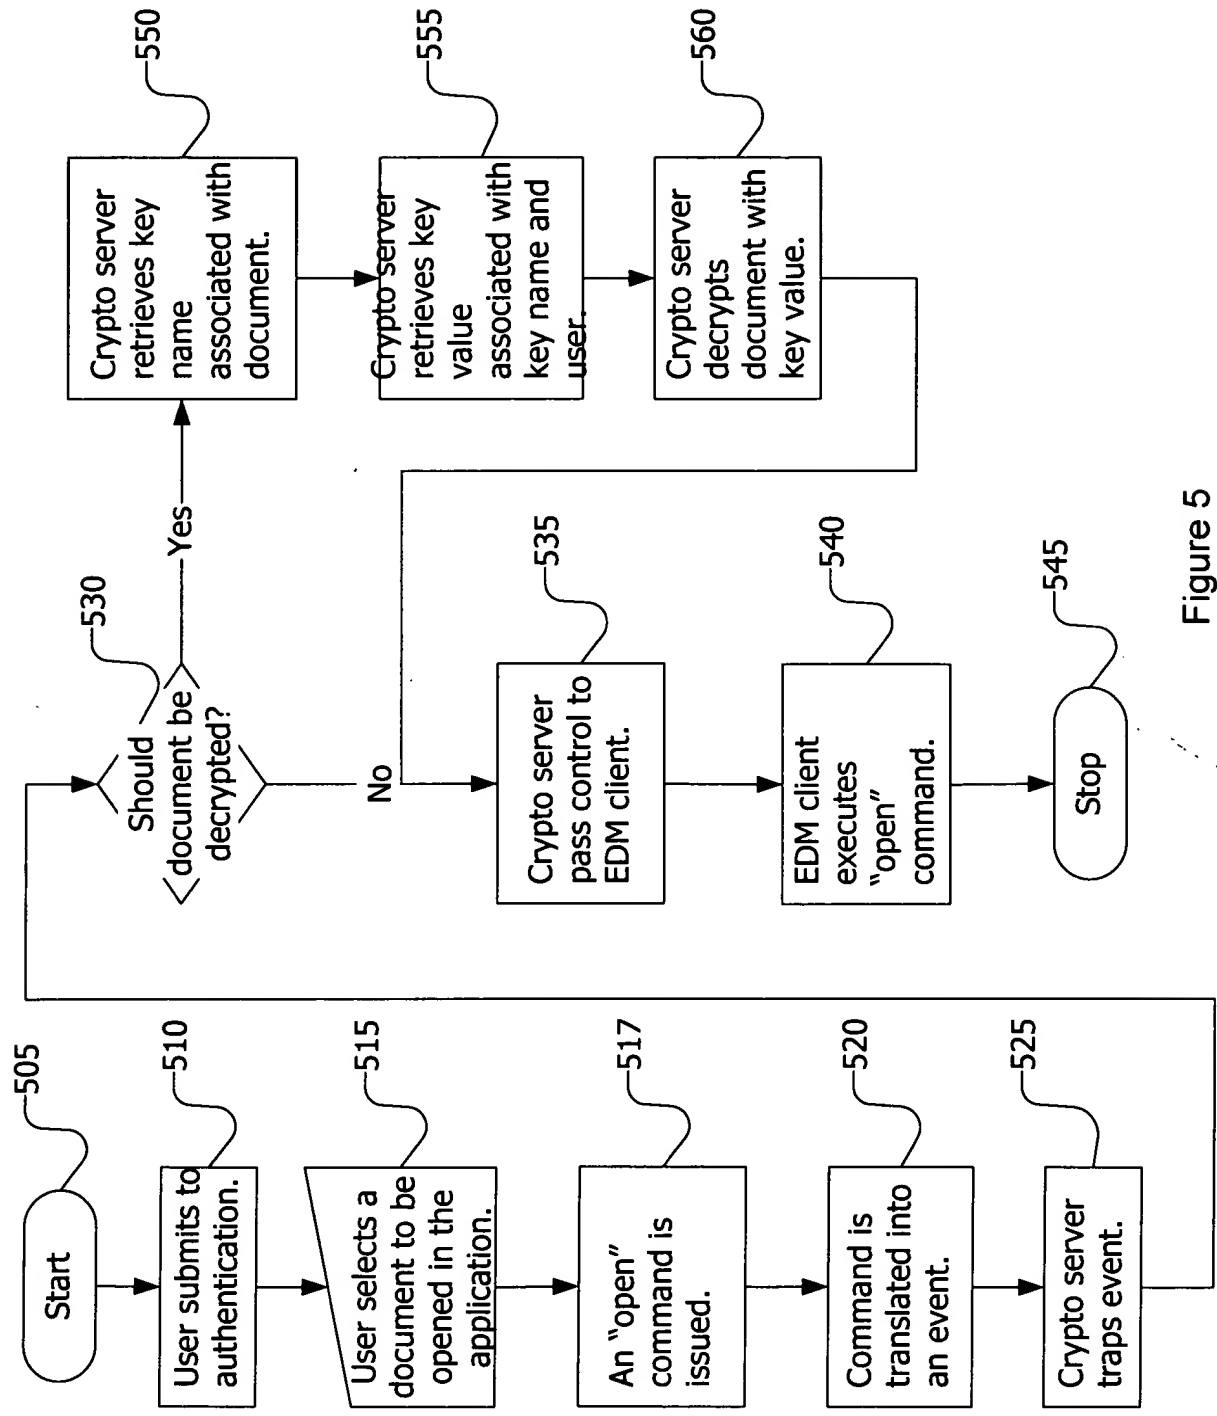 505
Start
510
User submits to
authentication.
515
User selects a
document to be
opened in the
application.
517
An “open”
command is
issued.
520
Command is
translated into
an event.
525
Crypto server
traps event.
530
Should
document be
decrypted?
Yes
No
535
Crypto server
pass control to
EDM client.
540
EDM client
executes
“open”
command.
545
Stop
550
Crypto server
retrieves key
name
associated with
document.
555
Crypto server
retrieves key
value
associated with
key name and
user.
560
Crypto server
decrypts
document with
key value.
Figure 5